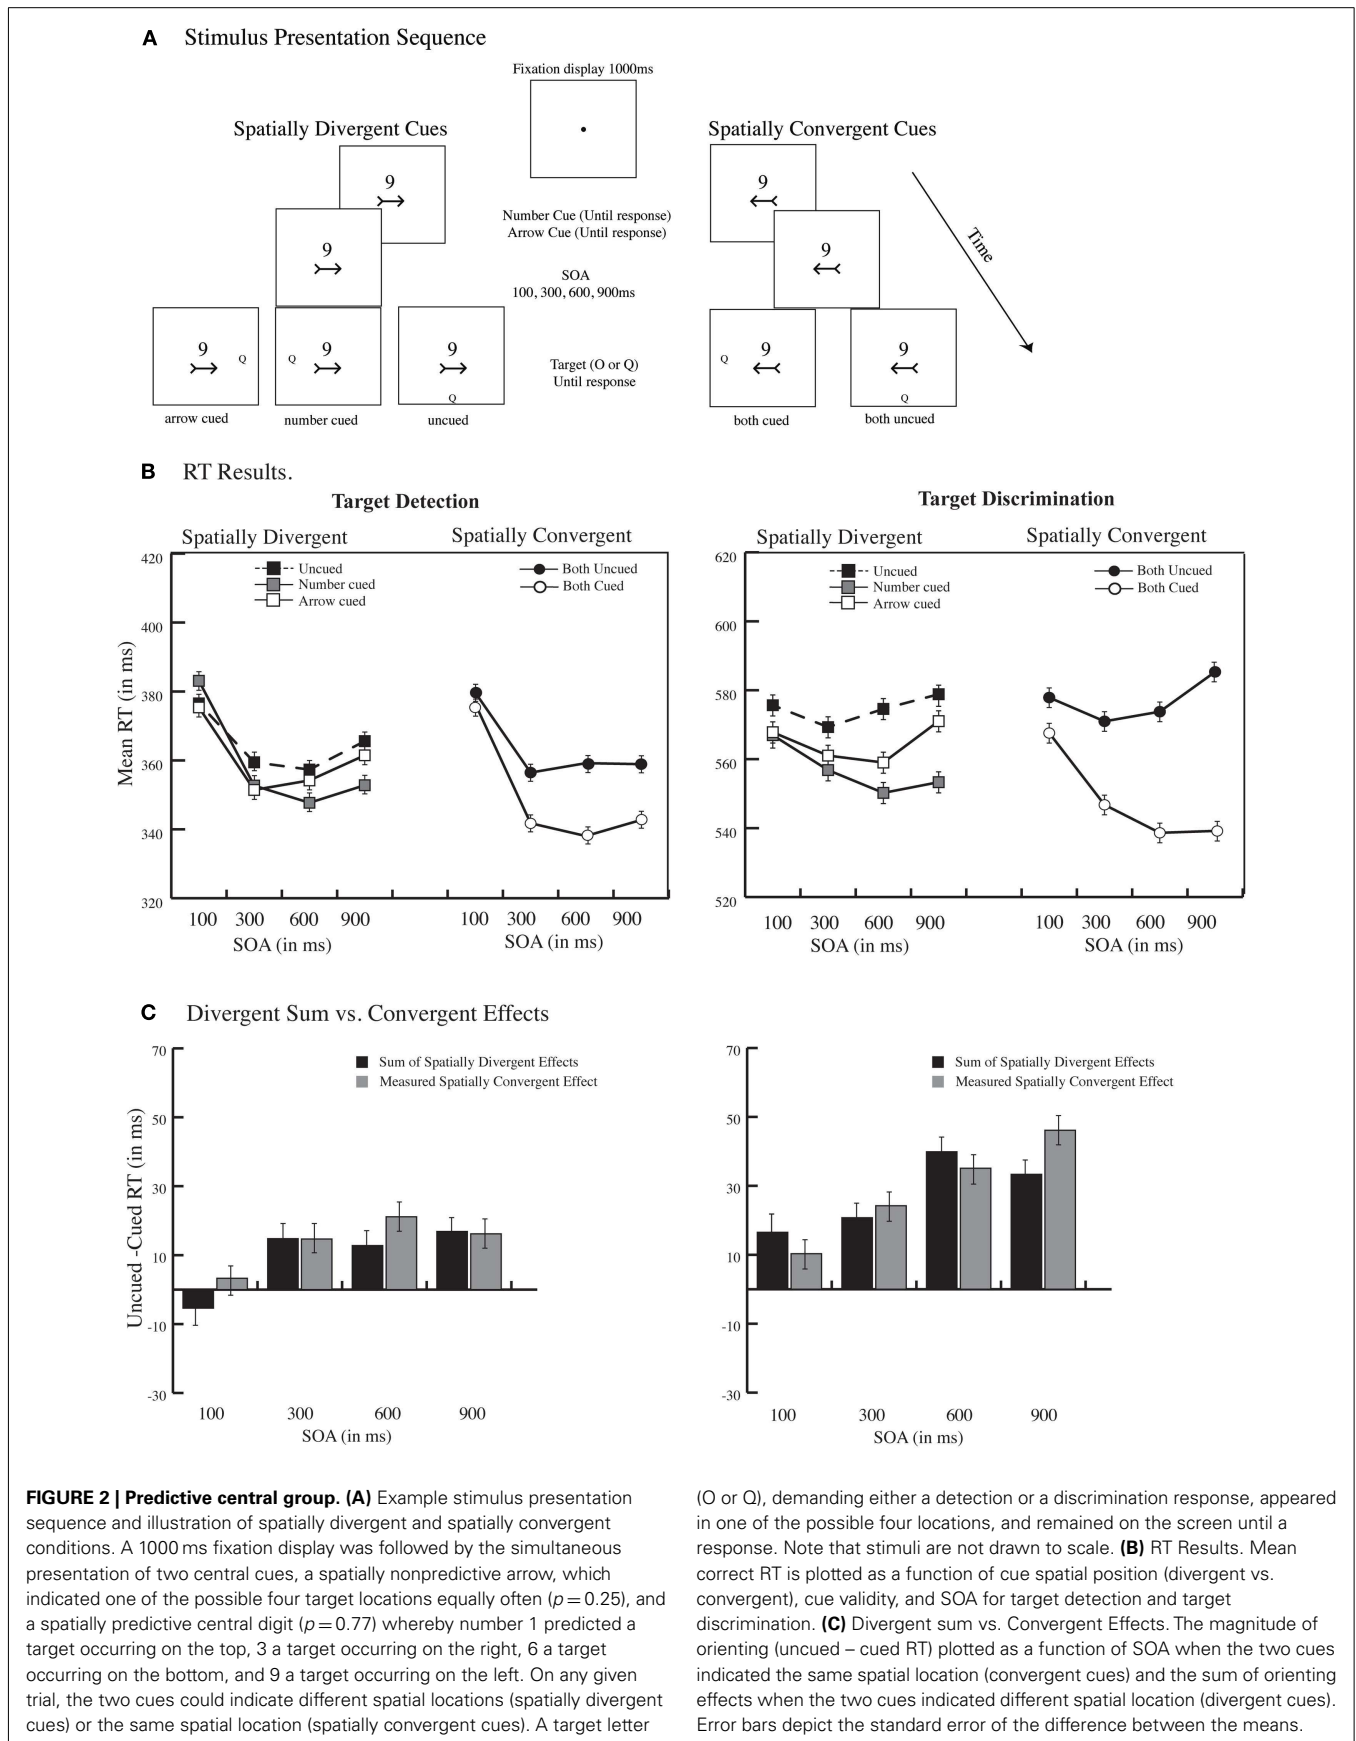 A Stimulus Presentation Sequence
Fixation display 1000ms
Spatially Divergent Cues
Spatially Convergent Cues
9
9
9
9
Number Cue (Until response)
Arrow Cue (Until response)
SOA
100, 300, 600, 900ms
Time
9 Q
Q 9
9
Q
Target (O or Q)
Until response
Q 9
9
Q
arrow cued
number cued
uncued
both cued
both uncued
B RT Results.
Target Detection
Spatially Divergent
Spatially Convergent
Uncued
Number cued
Arrow cued
Both Uncued
Both Cued
Mean RT (in ms)
420
400
380
360
340
320
100 300 600 900
SOA (in ms)
100 300 600 900
SOA (in ms)
Target Discrimination
Spatially Divergent
Spatially Convergent
Uncued
Number cued
Arrow cued
Both Uncued
Both Cued
620
600
580
560
540
520
100 300 600 900
SOA (in ms)
100 300 600 900
SOA (in ms)
C Divergent Sum vs. Convergent Effects
Uncued -Cued RT (in ms)
70
50
30
10
-10
-30
Sum of Spatially Divergent Effects
Measured Spatially Convergent Effect
100 300 600 900
SOA (in ms)
70
50
30
10
-10
-30
Sum of Spatially Divergent Effects
Measured Spatially Convergent Effect
100 300 600 900
SOA (in ms)
FIGURE 2 | Predictive central group. (A) Example stimulus presentation
sequence and illustration of spatially divergent and spatially convergent
conditions. A 1000 ms fixation display was followed by the simultaneous
presentation of two central cues, a spatially nonpredictive arrow, which
indicated one of the possible four target locations equally often (p = 0.25), and
a spatially predictive central digit (p = 0.77) whereby number 1 predicted a
target occurring on the top, 3 a target occurring on the right, 6 a target
occurring on the bottom, and 9 a target occurring on the left. On any given
trial, the two cues could indicate different spatial locations (spatially divergent
cues) or the same spatial location (spatially convergent cues). A target letter
(O or Q), demanding either a detection or a discrimination response, appeared
in one of the possible four locations, and remained on the screen until a
response. Note that stimuli are not drawn to scale. (B) RT Results. Mean
correct RT is plotted as a function of cue spatial position (divergent vs.
convergent), cue validity, and SOA for target detection and target
discrimination. (C) Divergent sum vs. Convergent Effects. The magnitude of
orienting (uncued – cued RT) plotted as a function of SOA when the two cues
indicated the same spatial location (convergent cues) and the sum of orienting
effects when the two cues indicated different spatial location (divergent cues).
Error bars depict the standard error of the difference between the means.